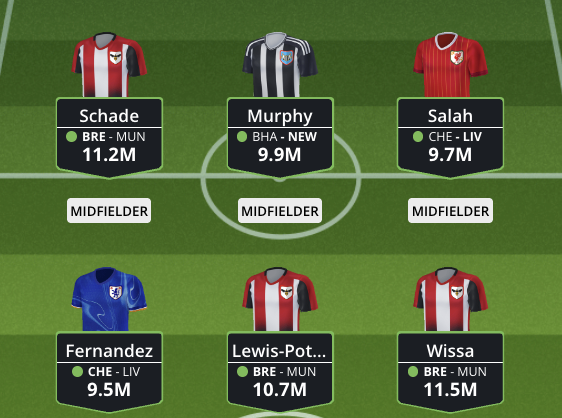 Schade Murphy Salah
BRE - MUN BHA - NEW CHE - LIV
11.2M 9.9M 9.7M
MIDFIELDER MIDFIELDER MIDFIELDER
Fernandez Lewis-Pot... Wissa
CHE - LIV BRE - MUN BRE - MUN
9.5M 10.7M 11.5M